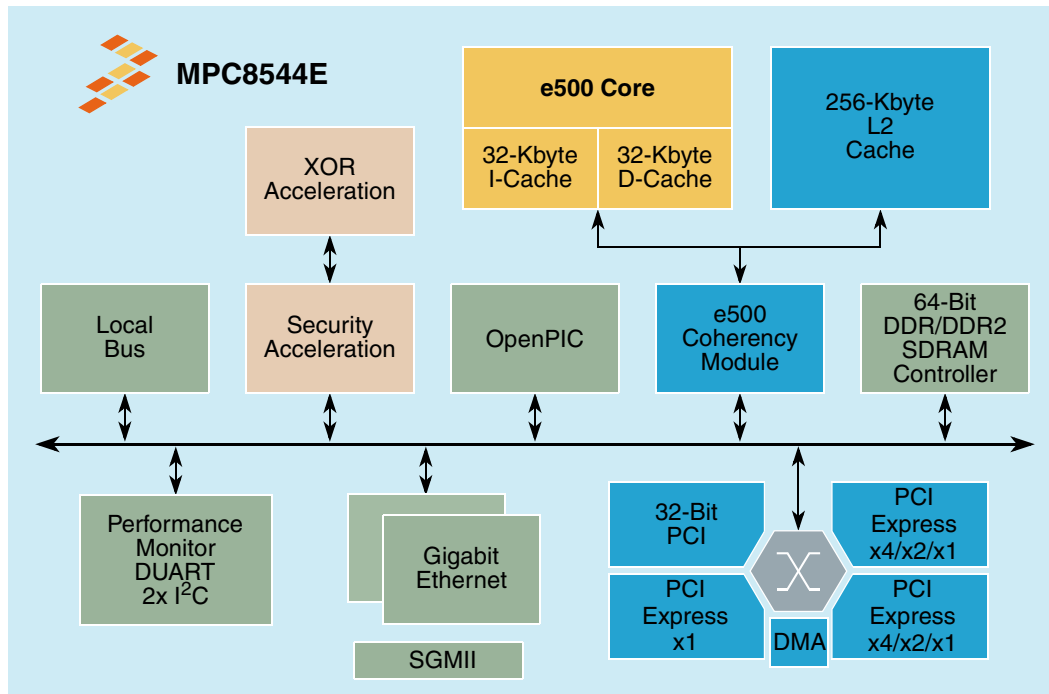 MPC8544E
e500 Core
32-Kbyte
I-Cache
32-Kbyte
D-Cache
256-Kbyte
L2
Cache
XOR
Acceleration
Local
Bus
Security
Acceleration
OpenPIC
e500
Coherency
Module
64-Bit
DDR/DDR2
SDRAM
Controller
Performance
Monitor
DUART
2x I²C
Gigabit
Ethernet
SGMII
32-Bit
PCI
PCI
Express
x4/x2/x1
PCI
Express
x1
DMA
PCI
Express
x4/x2/x1